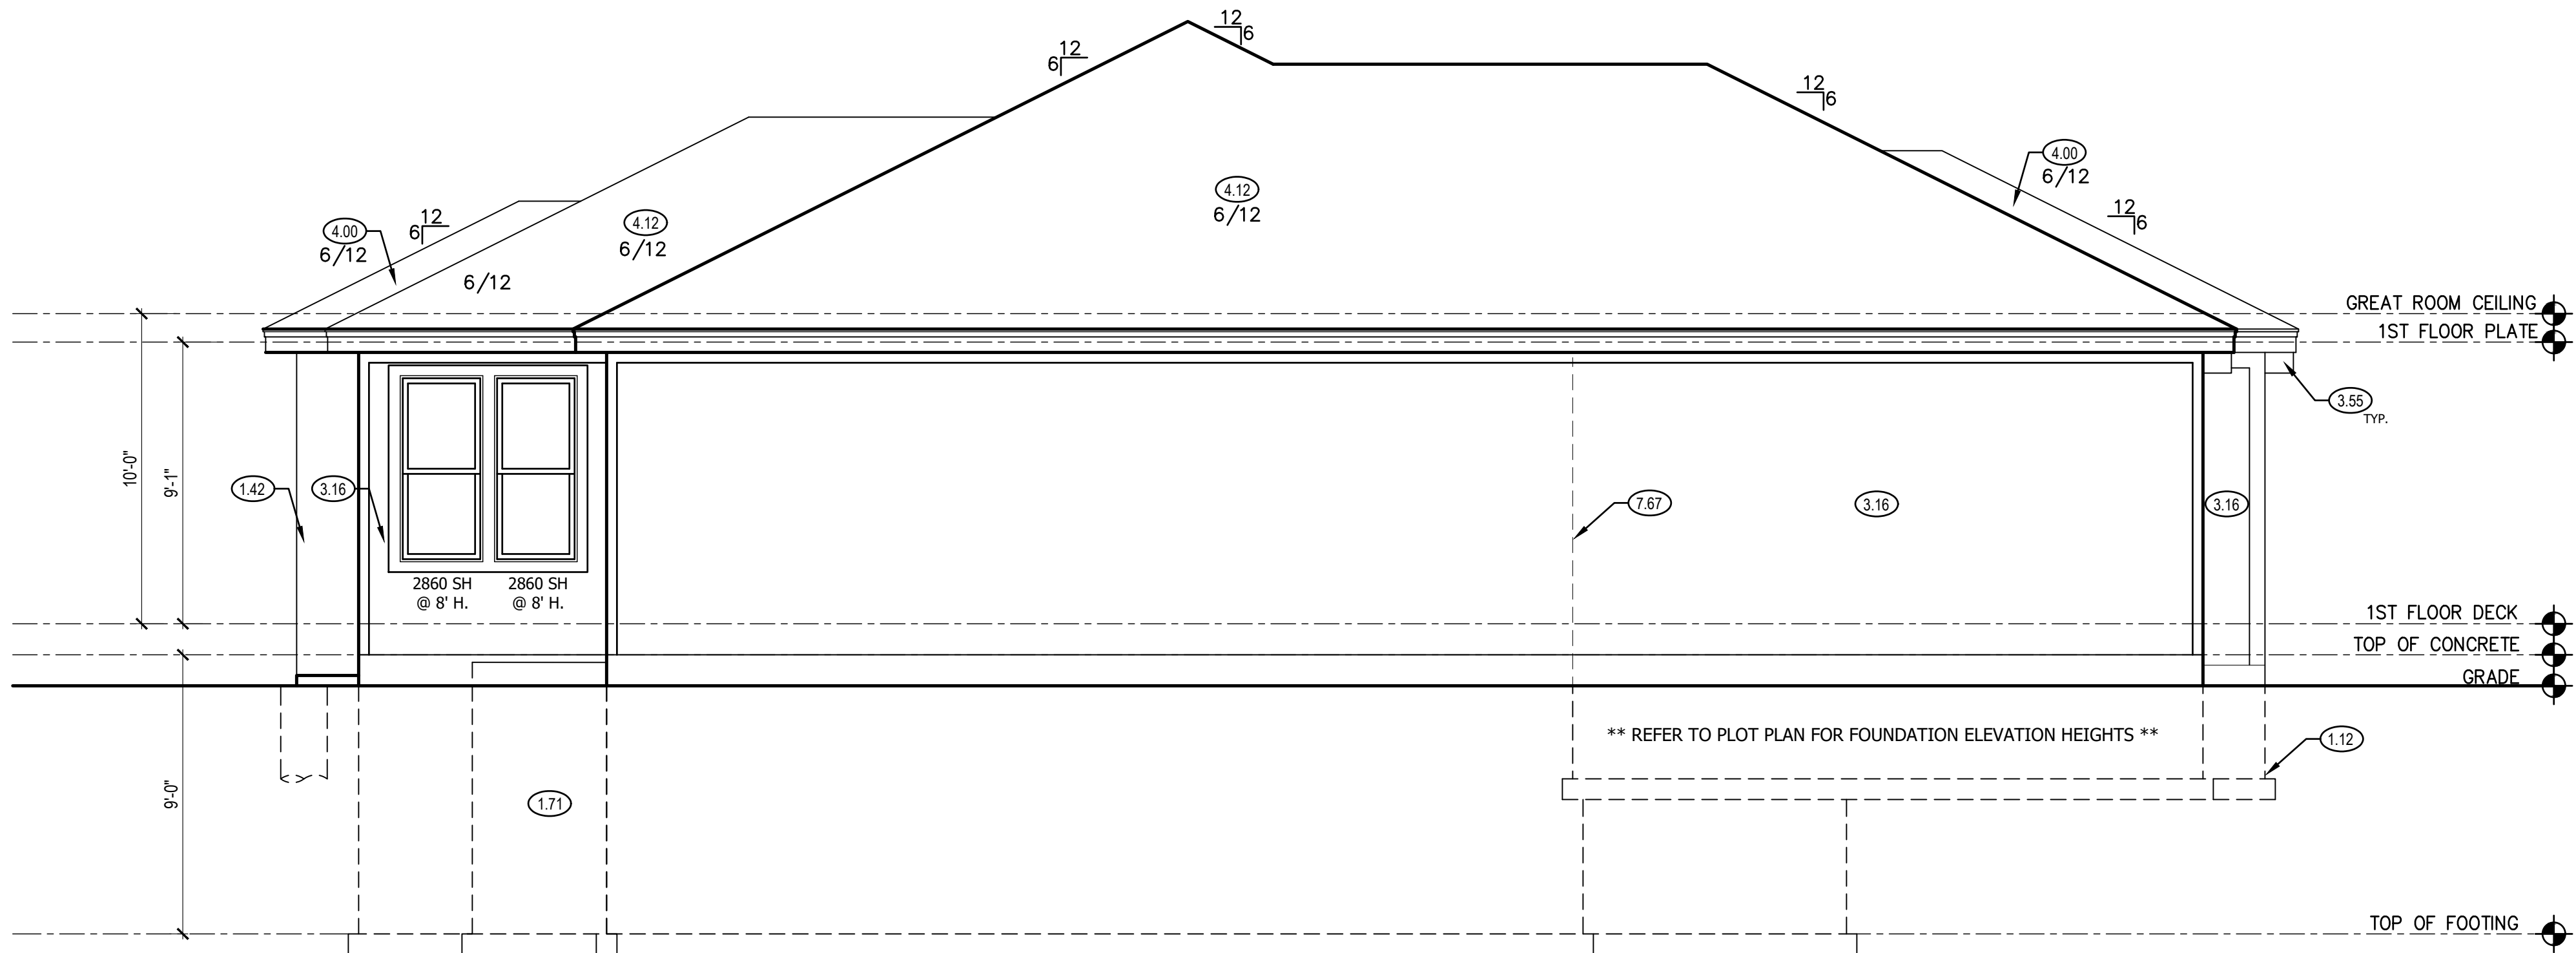 12
6
12
6
12
6
4.00
6/12
12
6
4.12
6/12
4.12
6/12
12
6
4.00
6/12
6/12
GREAT ROOM CEILING
1ST FLOOR PLATE
3.55
TYP.
10'-0"
9'-1"
1.42
3.16
7.67
3.16
3.16
2860 SH
@ 8' H.
2860 SH
@ 8' H.
1ST FLOOR DECK
TOP OF CONCRETE
GRADE
** REFER TO PLOT PLAN FOR FOUNDATION ELEVATION HEIGHTS **
1.12
9'-0"
1.71
TOP OF FOOTING